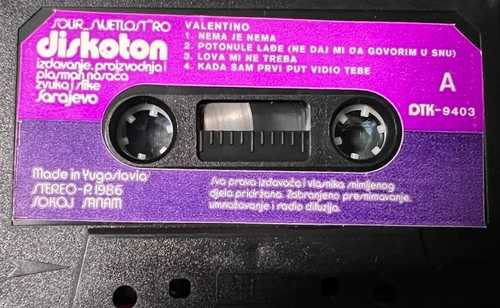 SOUR „SVJETLOST” RO
diskoton
izdavanje, proizvodnja i
plasman nosača
zvuka i slike
Sarajevo
VALENTINO
1. NEMA JE NEMA
2. POTONULE LAĐE (NE DAJ MI DA GOVORIM U SNU)
3. LOVA MI NE TREBA
4. KADA SAM PRVI PUT VIDIO TEBE
A
DTK-9403
Made in Yugoslavia
STEREO-P. 1986
SOKOJ SAНAM
Sva prava izdavača i vlasnika snimljenog
djela pridržana. Zabranjeno presnimavanje,
umnožavanje i radio difuzija.